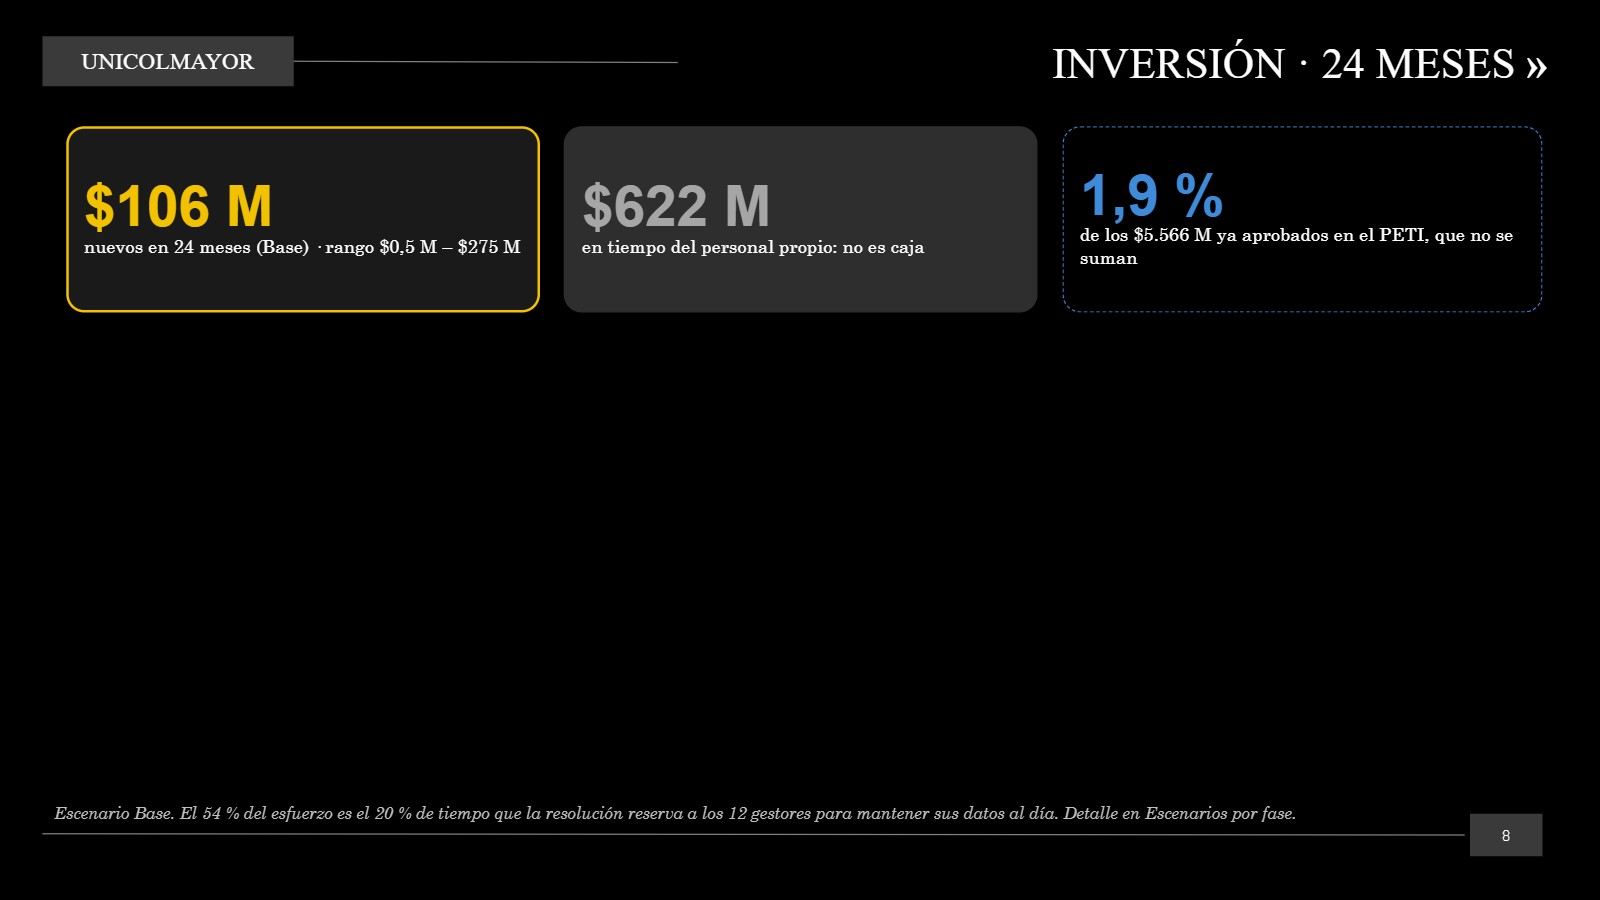 UNICOLMAYOR
INVERSIÓN · 24 MESES »
$106 M
nuevos en 24 meses (Base) · rango $0,5 M – $275 M
$622 M
en tiempo del personal propio: no es caja
1,9 %
de los $5.566 M ya aprobados en el PETI, que no se
suman
Escenario Base. El 54 % del esfuerzo es el 20 % de tiempo que la resolución reserva a los 12 gestores para mantener sus datos al día. Detalle en Escenarios por fase.
8